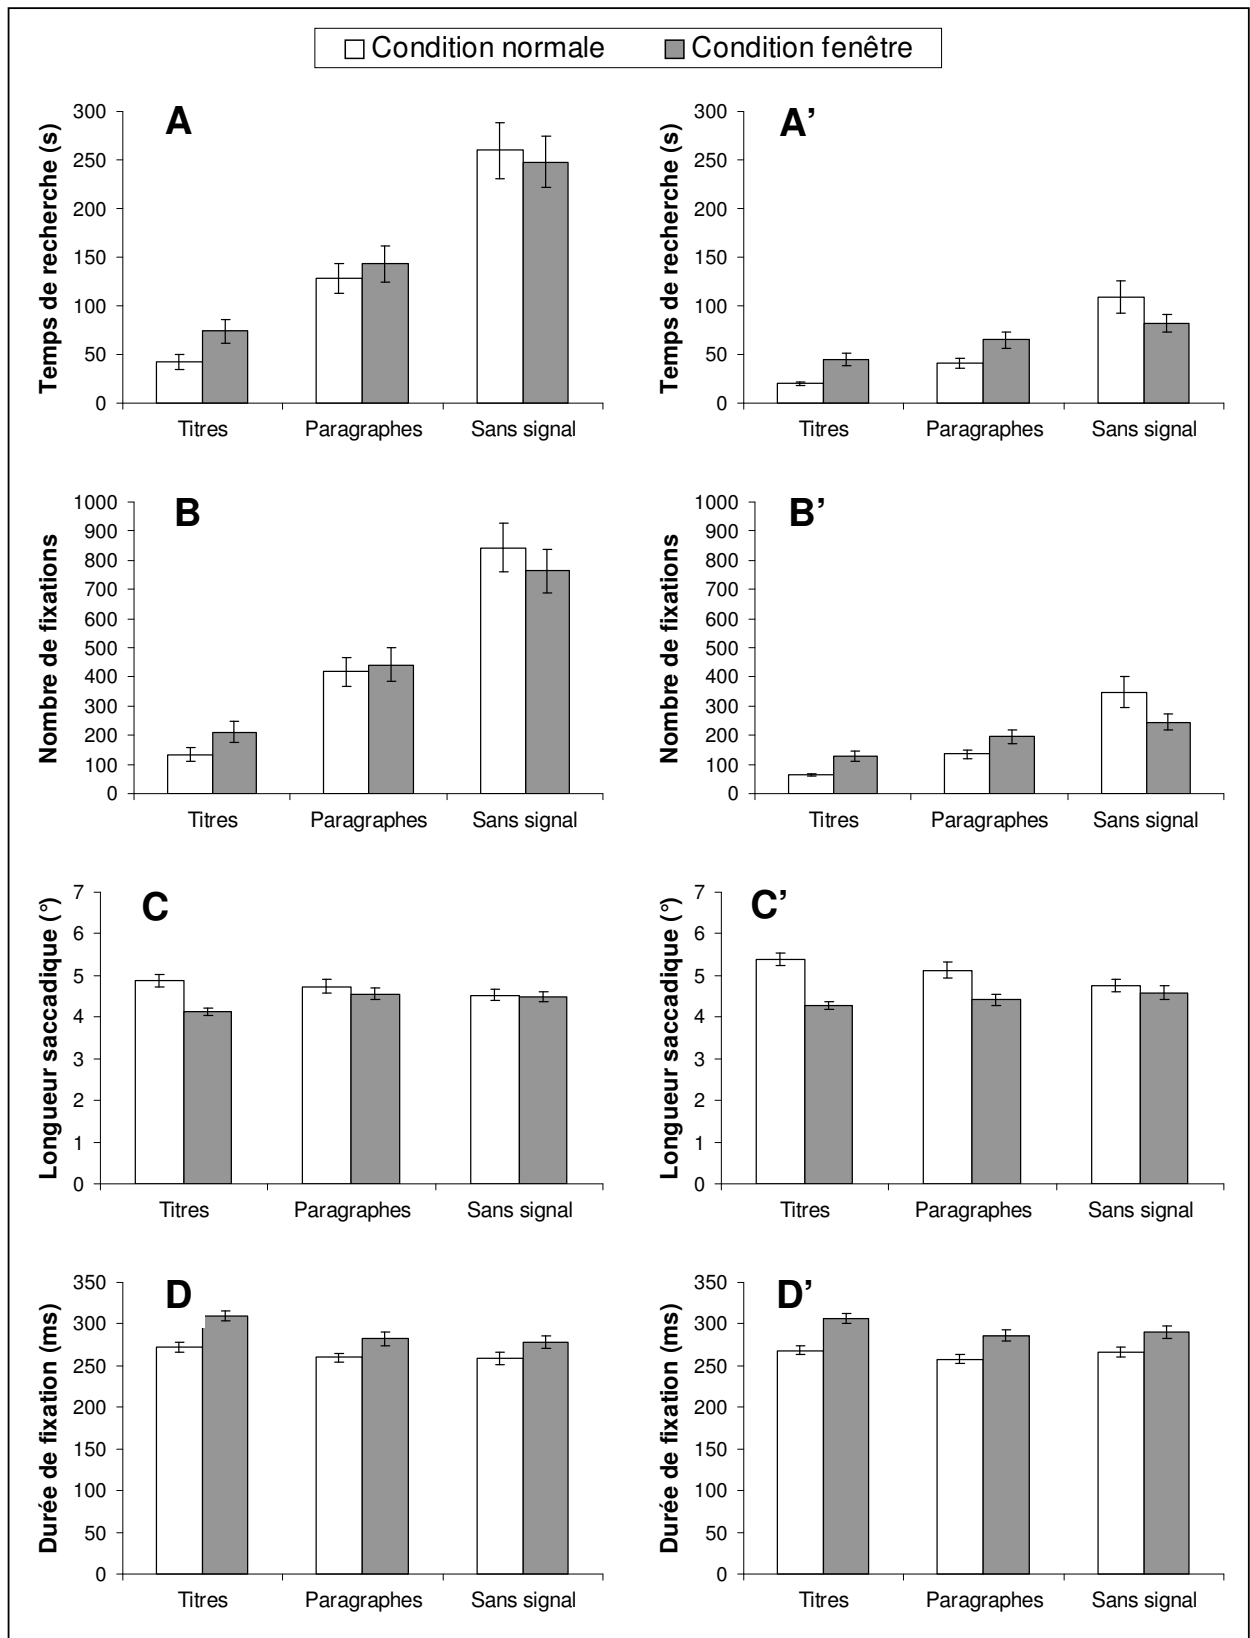 Condition normale Condition fenêtre
A
Temps de recherche (s)
300
250
200
150
100
50
0
Titres Paragraphes Sans signal
A’
Temps de recherche (s)
300
250
200
150
100
50
0
Titres Paragraphes Sans signal
B
Nombre de fixations
1000
900
800
700
600
500
400
300
200
100
0
Titres Paragraphes Sans signal
B’
Nombre de fixations
1000
900
800
700
600
500
400
300
200
100
0
Titres Paragraphes Sans signal
C
Longueur saccadique (°)
7
6
5
4
3
2
1
0
Titres Paragraphes Sans signal
C’
Longueur saccadique (°)
7
6
5
4
3
2
1
0
Titres Paragraphes Sans signal
D
Durée de fixation (ms)
350
300
250
200
150
100
50
0
Titres Paragraphes Sans signal
D’
Durée de fixation (ms)
350
300
250
200
150
100
50
0
Titres Paragraphes Sans signal